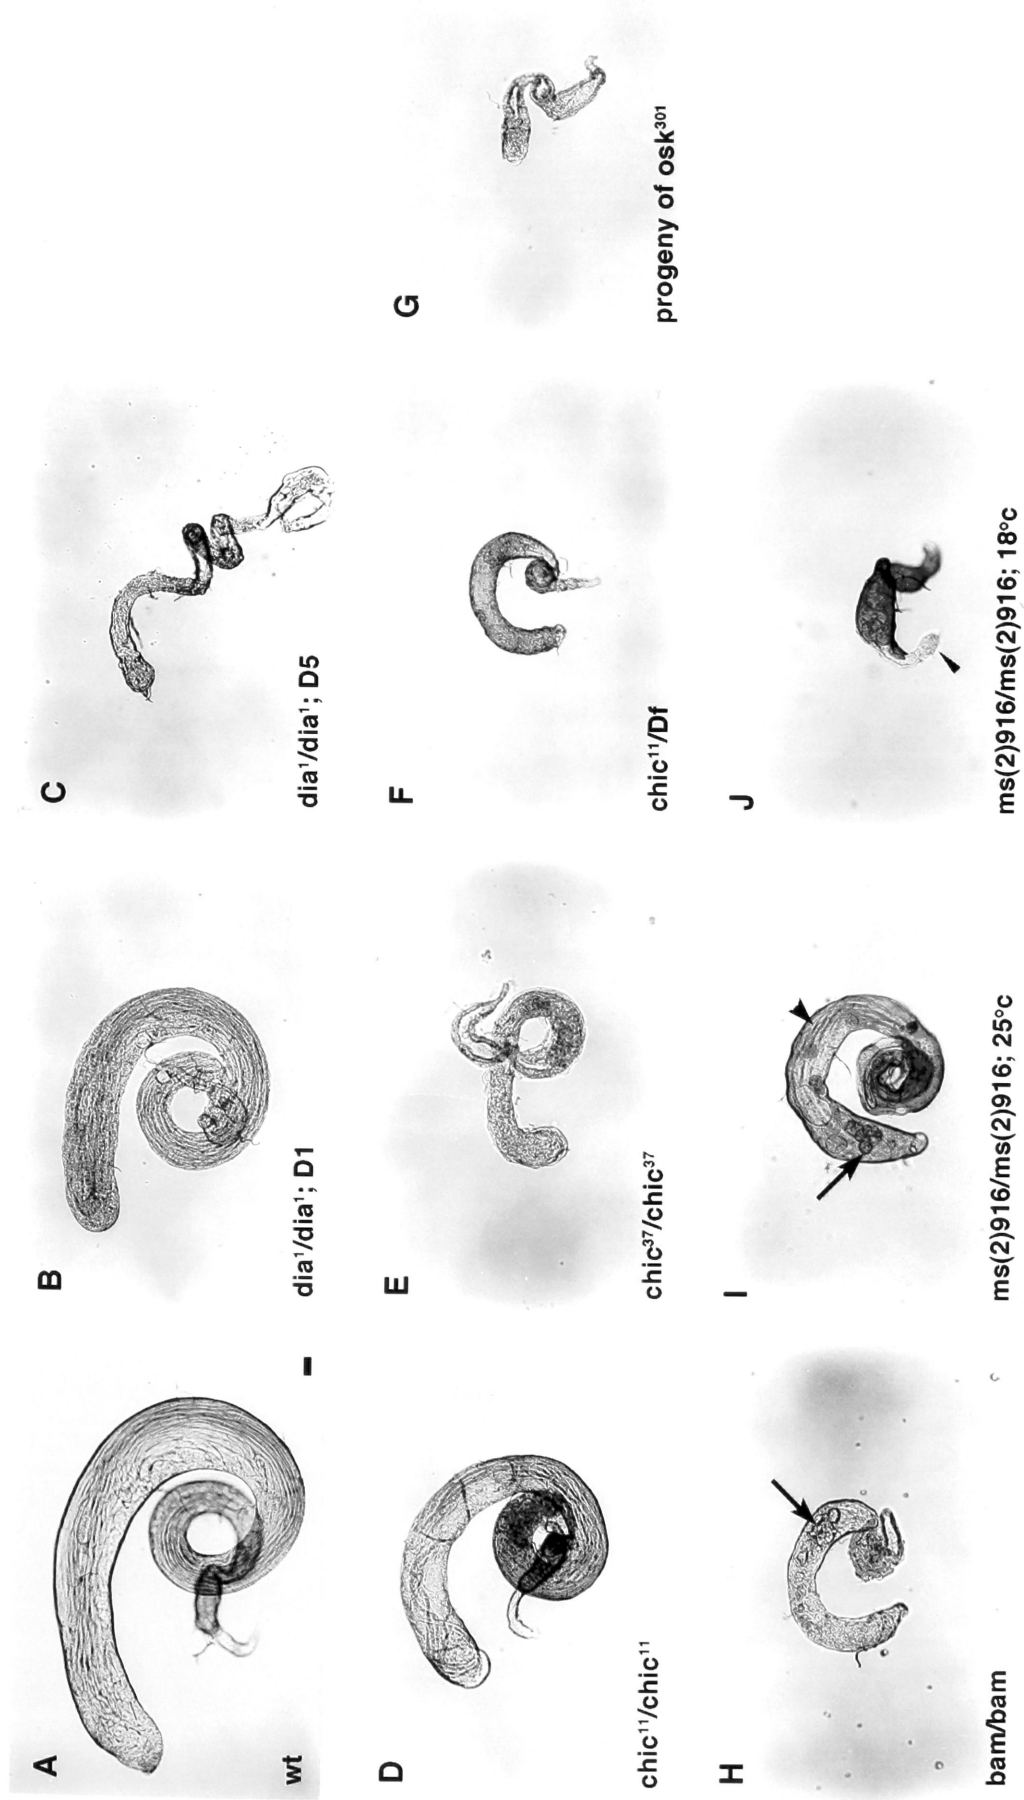 A
wt
B
dia¹/dia¹; D1
C
dia¹/dia¹; D5
D
chic¹¹/chic¹¹
E
chic³⁷/chic³⁷
F
chic¹¹/Df
G
progeny of osk³⁰¹
H
bam/bam
I
ms(2)916/ms(2)916; 25°c
J
ms(2)916/ms(2)916; 18°c